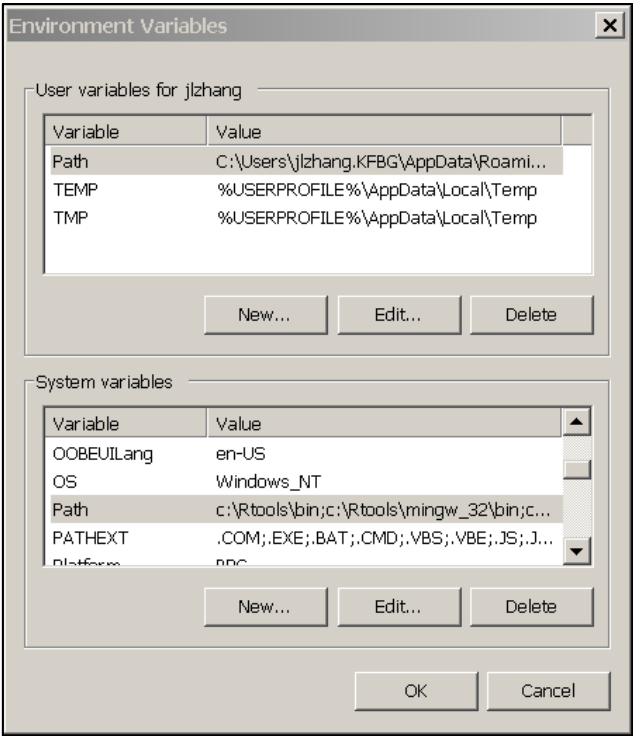 Environment Variables
User variables for jlzhang
Variable Value
Path C:\Users\jlzhang.KFBG\AppData\Roami...
TEMP %USERPROFILE%\AppData\Local\Temp
TMP %USERPROFILE%\AppData\Local\Temp
New... Edit... Delete
System variables
Variable Value
OOBEUILang en-US
OS Windows_NT
Path c:\Rtools\bin;c:\Rtools\mingw_32\bin;c...
PATHEXT .COM;.EXE;.BAT;.CMD;.VBS;.VBE;.JS;.J...
Platform
New... Edit... Delete
OK Cancel